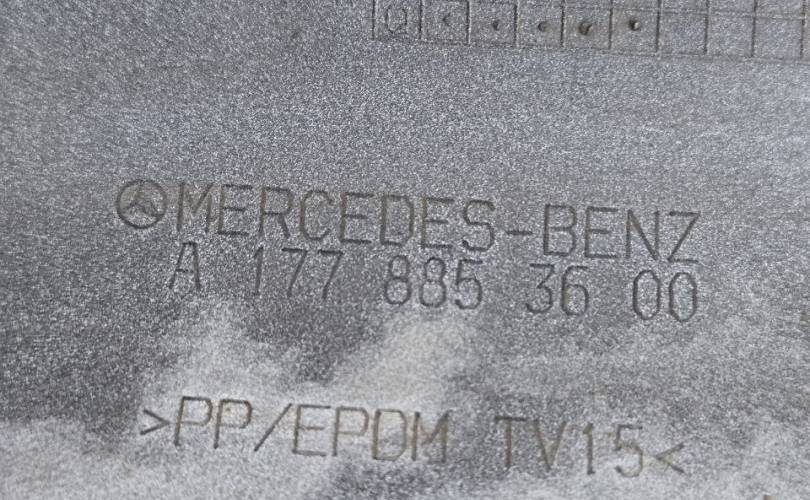 MERCEDES-BENZ
A 177 885 36 00
>PP/EPDM TV15<